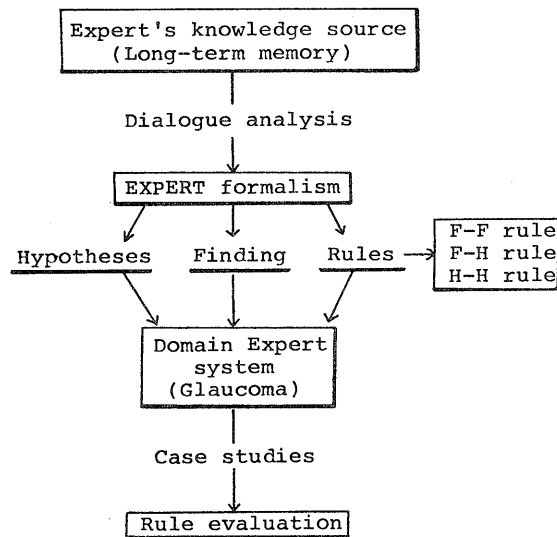 Expert's knowledge source
(Long-term memory)
Dialogue analysis
EXPERT formalism
Hypotheses Finding Rules
F-F rule
F-H rule
H-H rule
Domain Expert
system
(Glaucoma)
Case studies
Rule evaluation